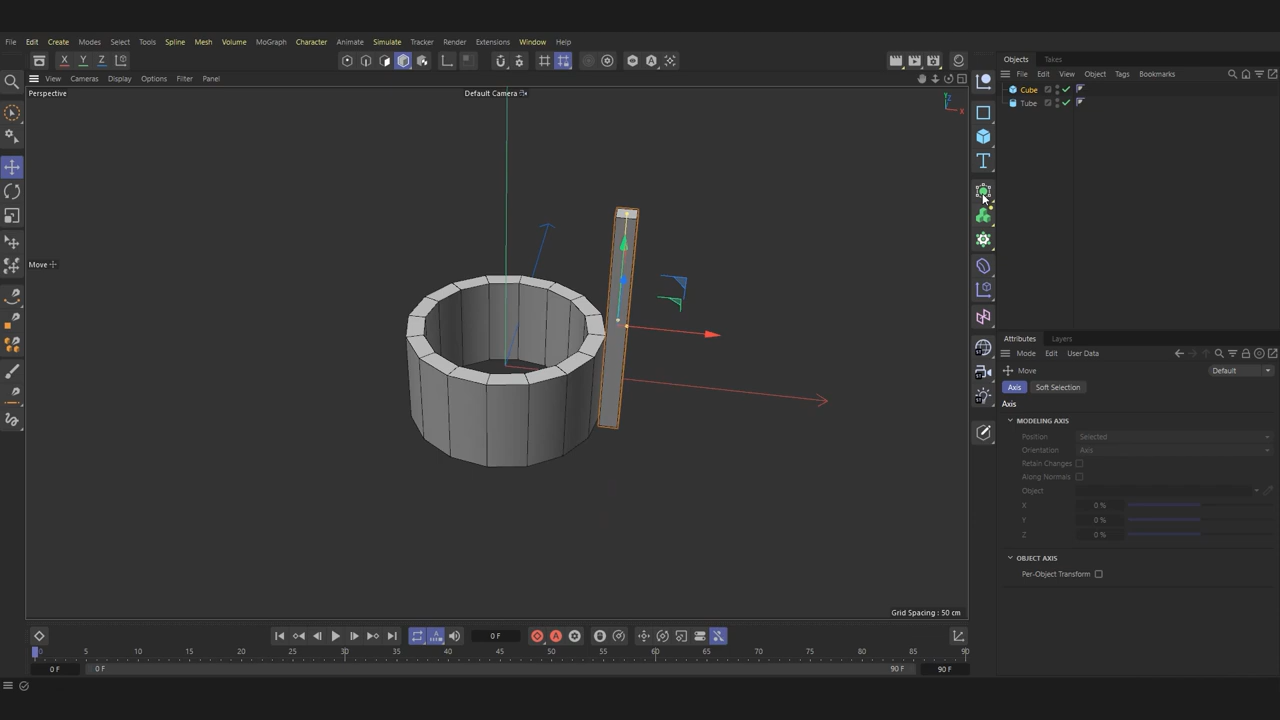 File Edit Create Modes Select Tools Spline Mesh Volume MoGraph Character Animate Simulate Tracker Render Extensions Window Help
X Y Z
View Cameras Display Options Filter Panel
Perspective
Default Camera
Y
Z
X
Move
Grid Spacing : 50 cm
T
ST
ST
ST
Objects Takes
File Edit View Object Tags Bookmarks
Cube
Tube
Attributes Layers
Mode Edit User Data
Move
Default
Axis Soft Selection
Axis
MODELING AXIS
Position Selected
Orientation Axis
Retain Changes
Along Normals
Object
X 0 %
Y 0 %
Z 0 %
OBJECT AXIS
Per-Object Transform
A
0 F
A
0 5 10 15 20 25 30 35 40 45 50 55 60 65 70 75 80 85 90
0 F 0 F 90 F 90 F